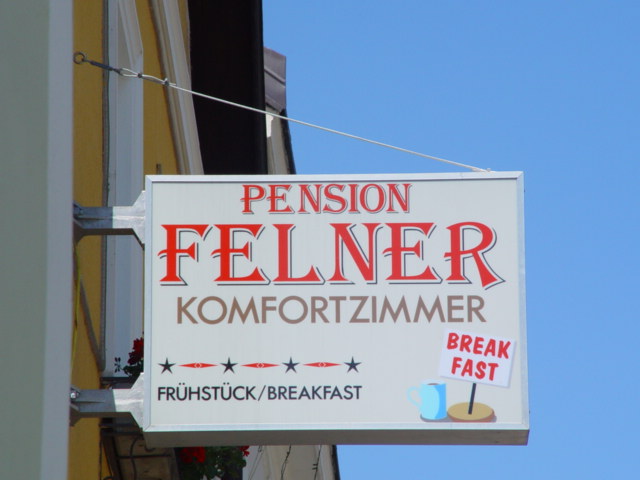 PENSION
FELNER
KOMFORTZIMMER
FRÜHSTÜCK/BREAKFAST
BREAK
FAST